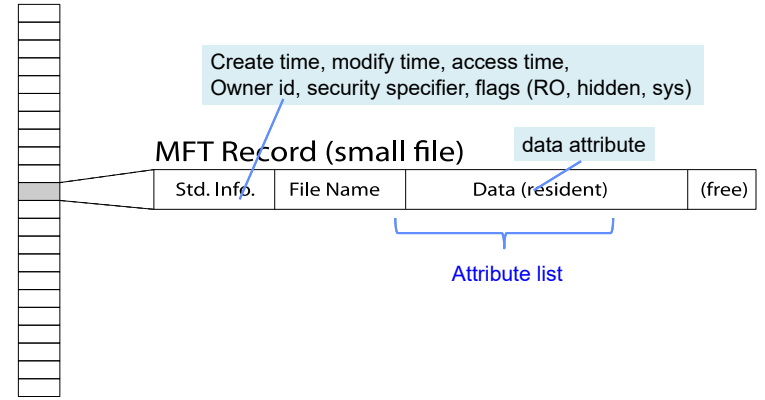 Create time, modify time, access time,
Owner id, security specifier, flags (RO, hidden, sys)
MFT Record (small file)
data attribute
Std. Info.
File Name
Data (resident)
(free)
Attribute list